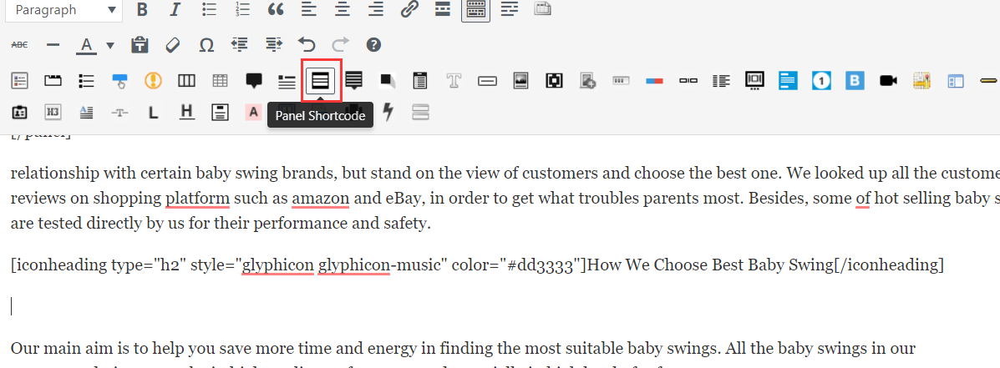 Paragraph
B I
ABC A Ω ?
T 1 B
H3 T L H A
Panel Shortcode
[/panel]
relationship with certain baby swing brands, but stand on the view of customers and choose the best one. We looked up all the custome
reviews on shopping platform such as amazon and eBay, in order to get what troubles parents most. Besides, some of hot selling baby s
are tested directly by us for their performance and safety.
[iconheading type="h2" style="glyphicon glyphicon-music" color="#dd3333"]How We Choose Best Baby Swing[/iconheading]
Our main aim is to help you save more time and energy in finding the most suitable baby swings. All the baby swings in our